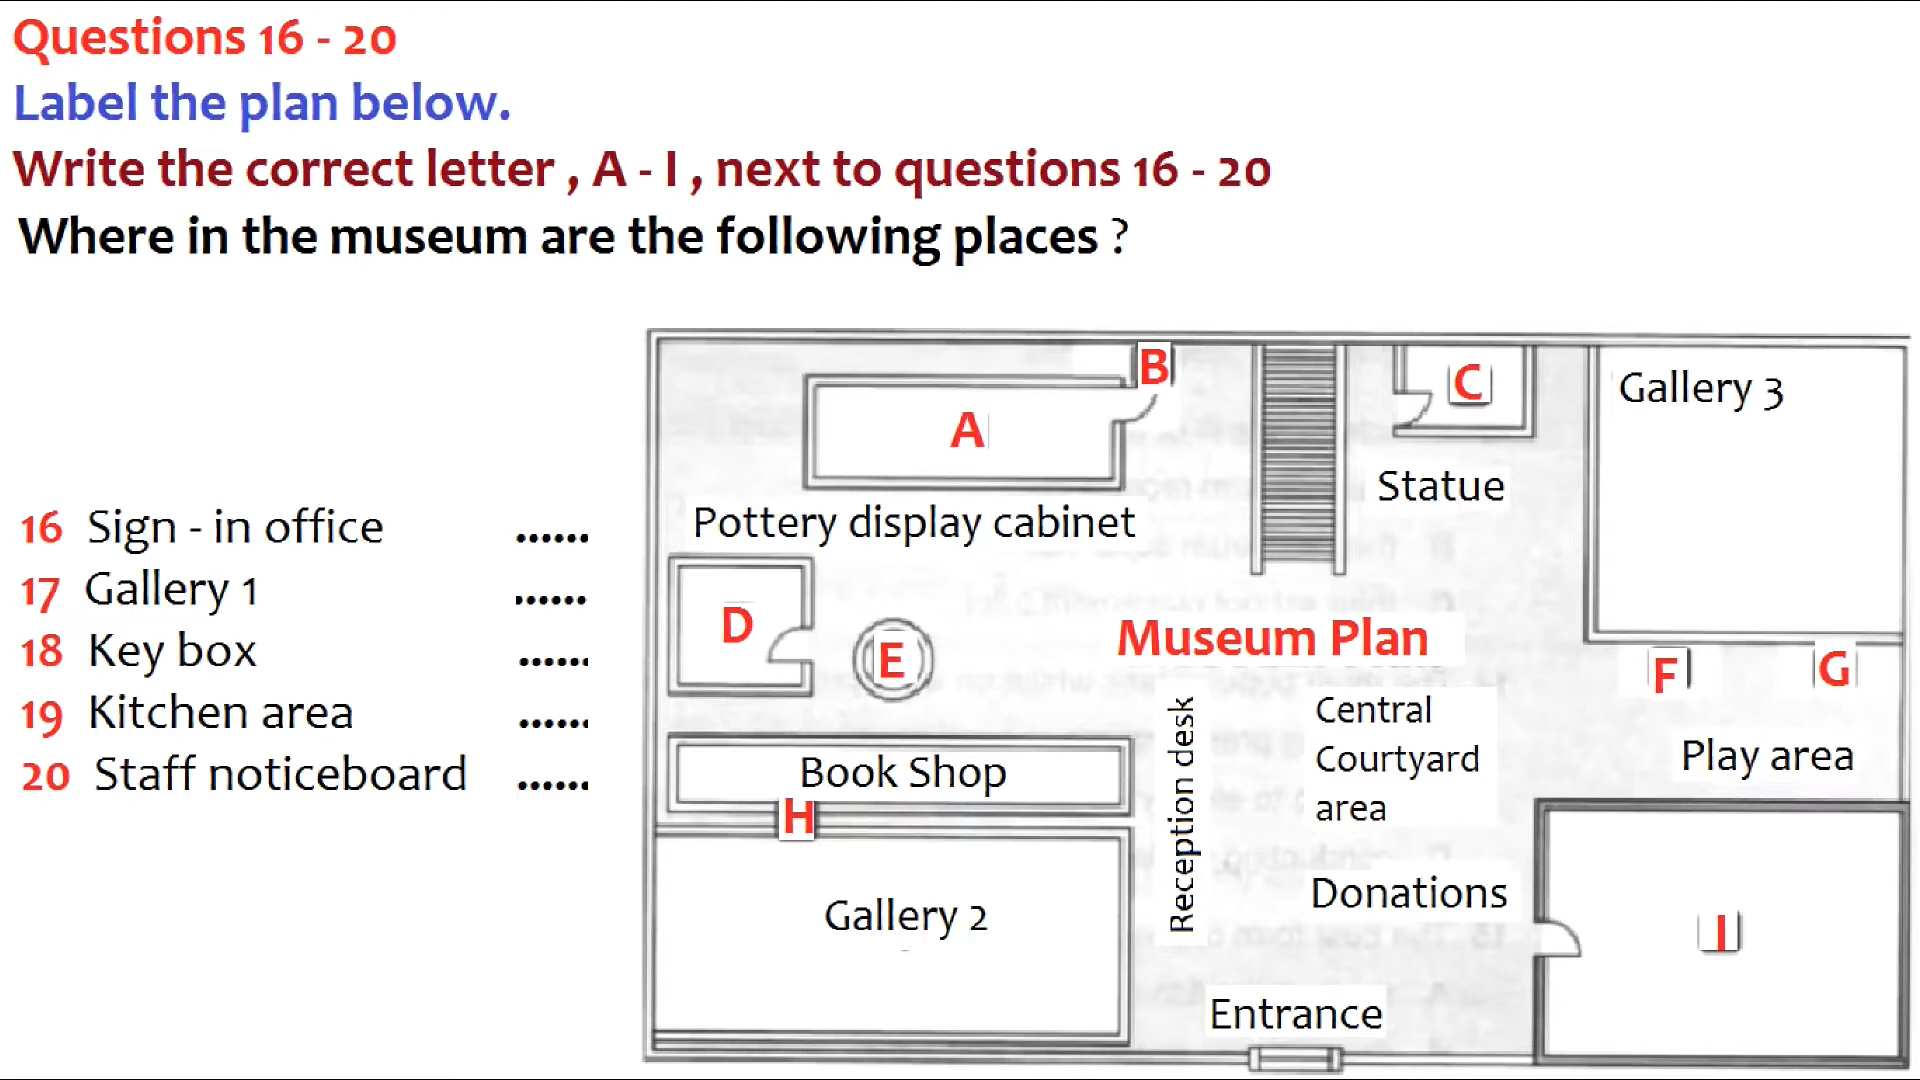 Questions 16 - 20
Label the plan below.
Write the correct letter , A - I , next to questions 16 - 20
Where in the museum are the following places ?
16 Sign - in office ......
17 Gallery 1 ......
18 Key box ......
19 Kitchen area ......
20 Staff noticeboard ......
B
C
Gallery 3
A
Statue
Pottery display cabinet
D
E
Museum Plan
F
G
Reception desk
Central
Courtyard
area
Play area
Book Shop
H
Donations
Gallery 2
I
Entrance